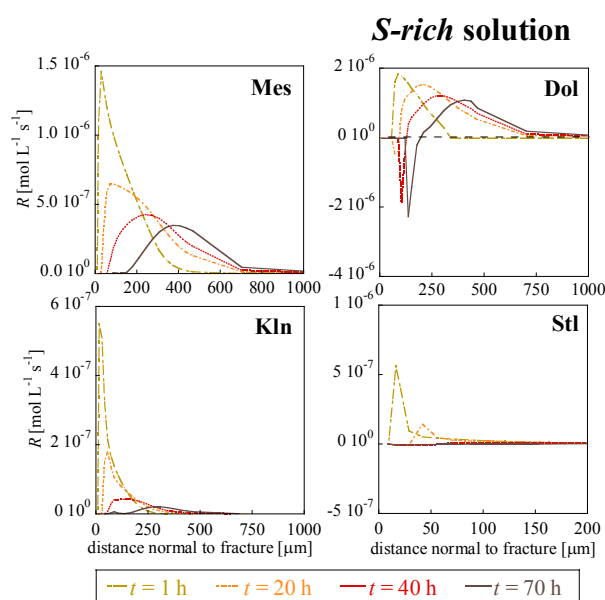 S-rich solution
Mes
R [mol L⁻¹ s⁻¹]
1.5 10⁻⁶
1.0 10⁻⁶
5.0 10⁻⁷
0.0 10⁰
0 200 400 600 800 1000
Dol
2 10⁻⁶
0 10⁰
-2 10⁻⁶
-4 10⁻⁶
0 250 500 750 1000
Kln
R [mol L⁻¹ s⁻¹]
6 10⁻⁷
4 10⁻⁷
2 10⁻⁷
0 10⁰
0 250 500 750 1000
distance normal to fracture [μm]
Stl
1 10⁻⁶
5 10⁻⁷
0 10⁰
-5 10⁻⁷
0 50 100 150 200
distance normal to fracture [μm]
t = 1 h t = 20 h t = 40 h t = 70 h